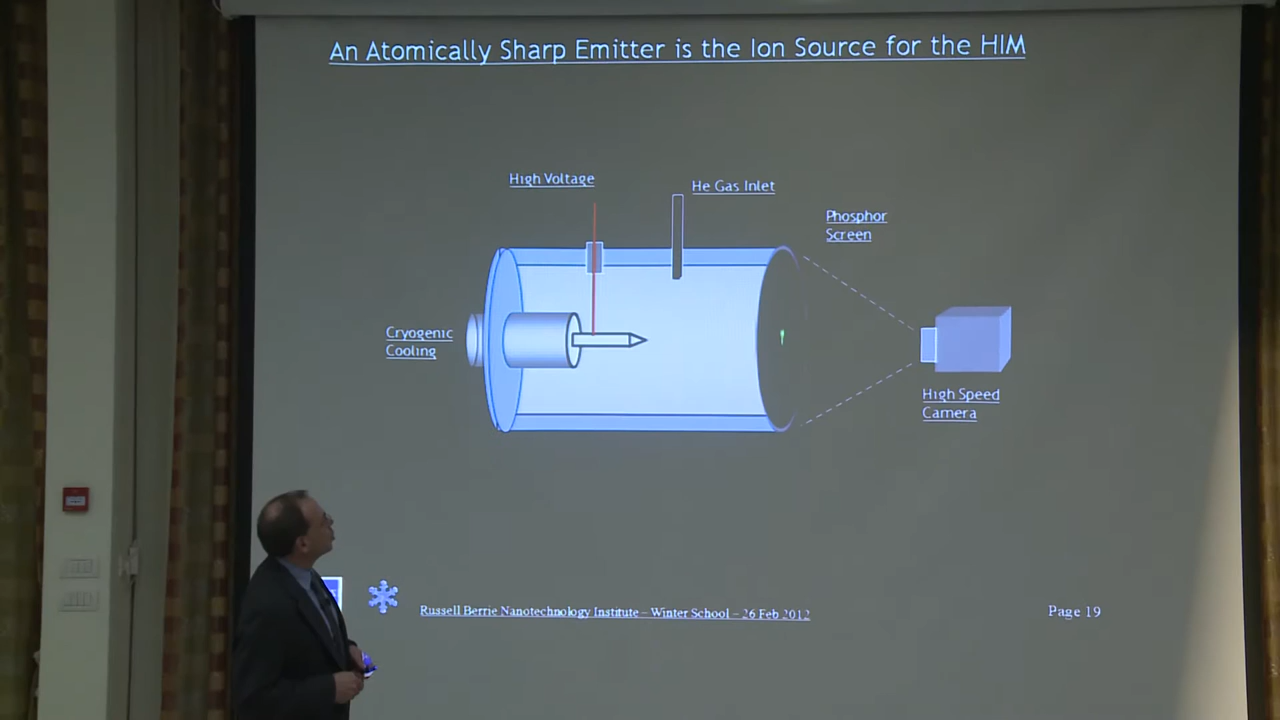 An Atomically Sharp Emitter is the Ion Source for the HIM
High Voltage
He Gas Inlet
Phosphor
Screen
Cryogenic
Cooling
High Speed
Camera
Russell Berrie Nanotechnology Institute – Winter School – 26 Feb 2012
Page 19